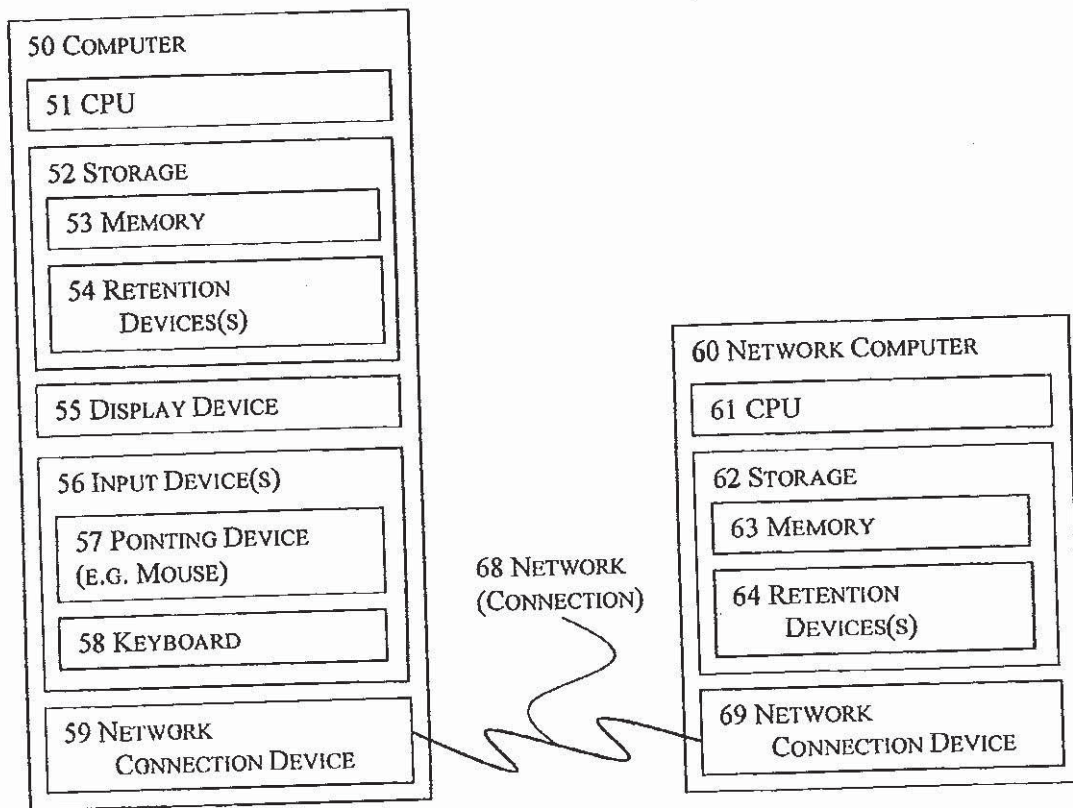 50 COMPUTER
51 CPU
52 STORAGE
53 MEMORY
54 RETENTION
DEVICES(S)
55 DISPLAY DEVICE
56 INPUT DEVICE(S)
57 POINTING DEVICE
(E.G. MOUSE)
58 KEYBOARD
59 NETWORK
CONNECTION DEVICE
68 NETWORK
(CONNECTION)
60 NETWORK COMPUTER
61 CPU
62 STORAGE
63 MEMORY
64 RETENTION
DEVICES(S)
69 NETWORK
CONNECTION DEVICE